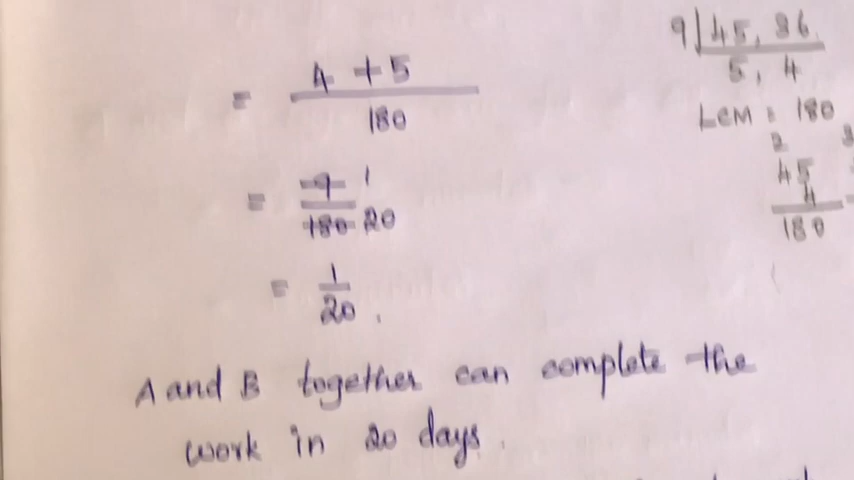 = 4 + 5
180
= 9 1
180 20
= 1
20 .
A and B together can complete the
work in 20 days.
9 | 45, 36
5, 4
LCM : 180
2
45
4
180